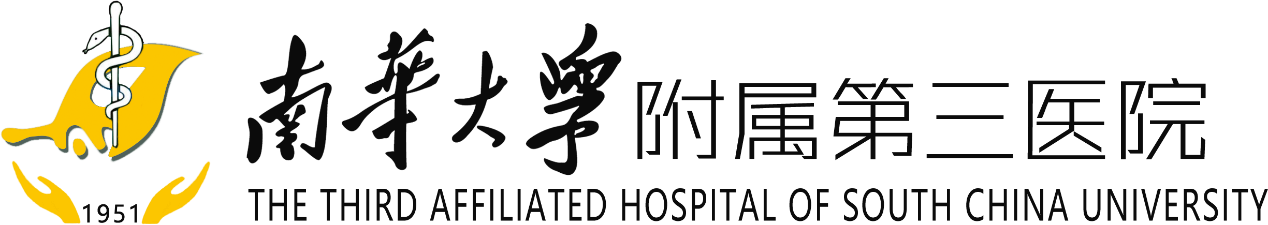 南華大學附属第三医院
THE THIRD AFFILIATED HOSPITAL OF SOUTH CHINA UNIVERSITY
1951